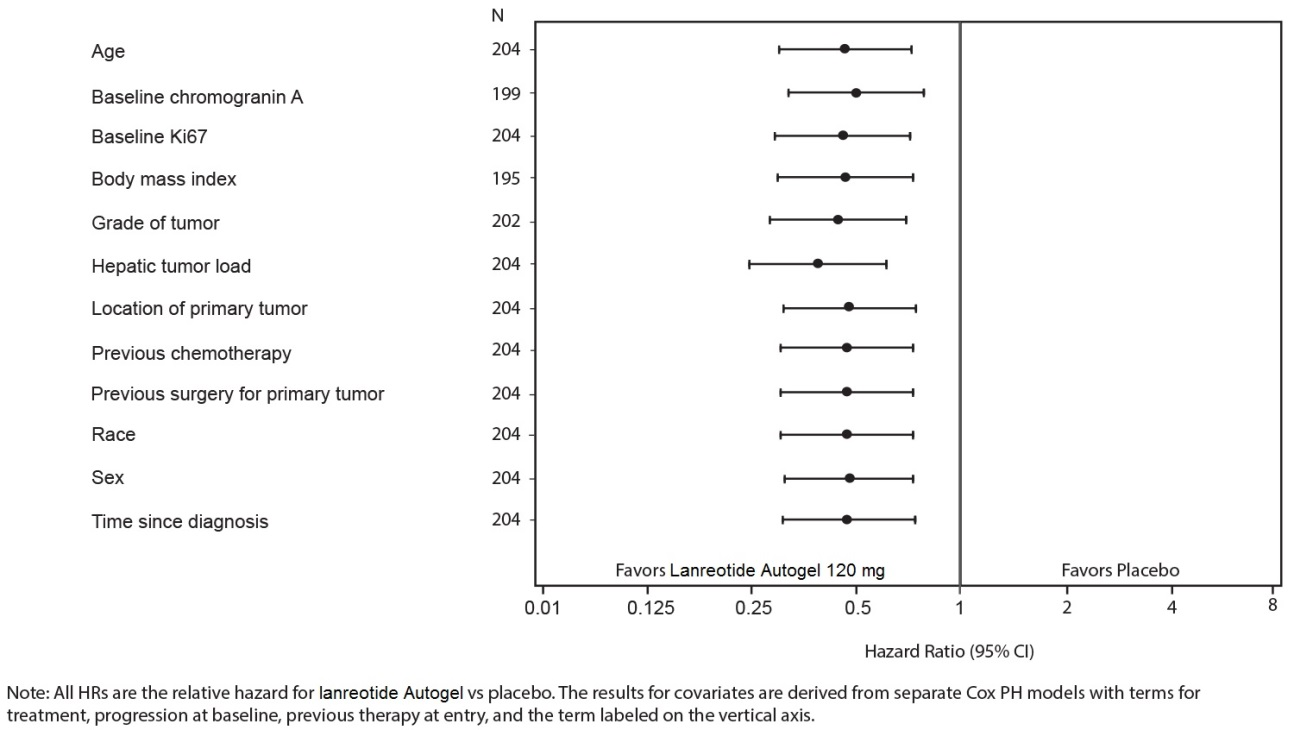 N
Age 204
Baseline chromogranin A 199
Baseline Ki67 204
Body mass index 195
Grade of tumor 202
Hepatic tumor load 204
Location of primary tumor 204
Previous chemotherapy 204
Previous surgery for primary tumor 204
Race 204
Sex 204
Time since diagnosis 204
Favors Lanreotide Autogel 120 mg Favors Placebo
0.01 0.125 0.25 0.5 1 2 4 8
Hazard Ratio (95% CI)
Note: All HRs are the relative hazard for lanreotide Autogel vs placebo. The results for covariates are derived from separate Cox PH models with terms for
treatment, progression at baseline, previous therapy at entry, and the term labeled on the vertical axis.